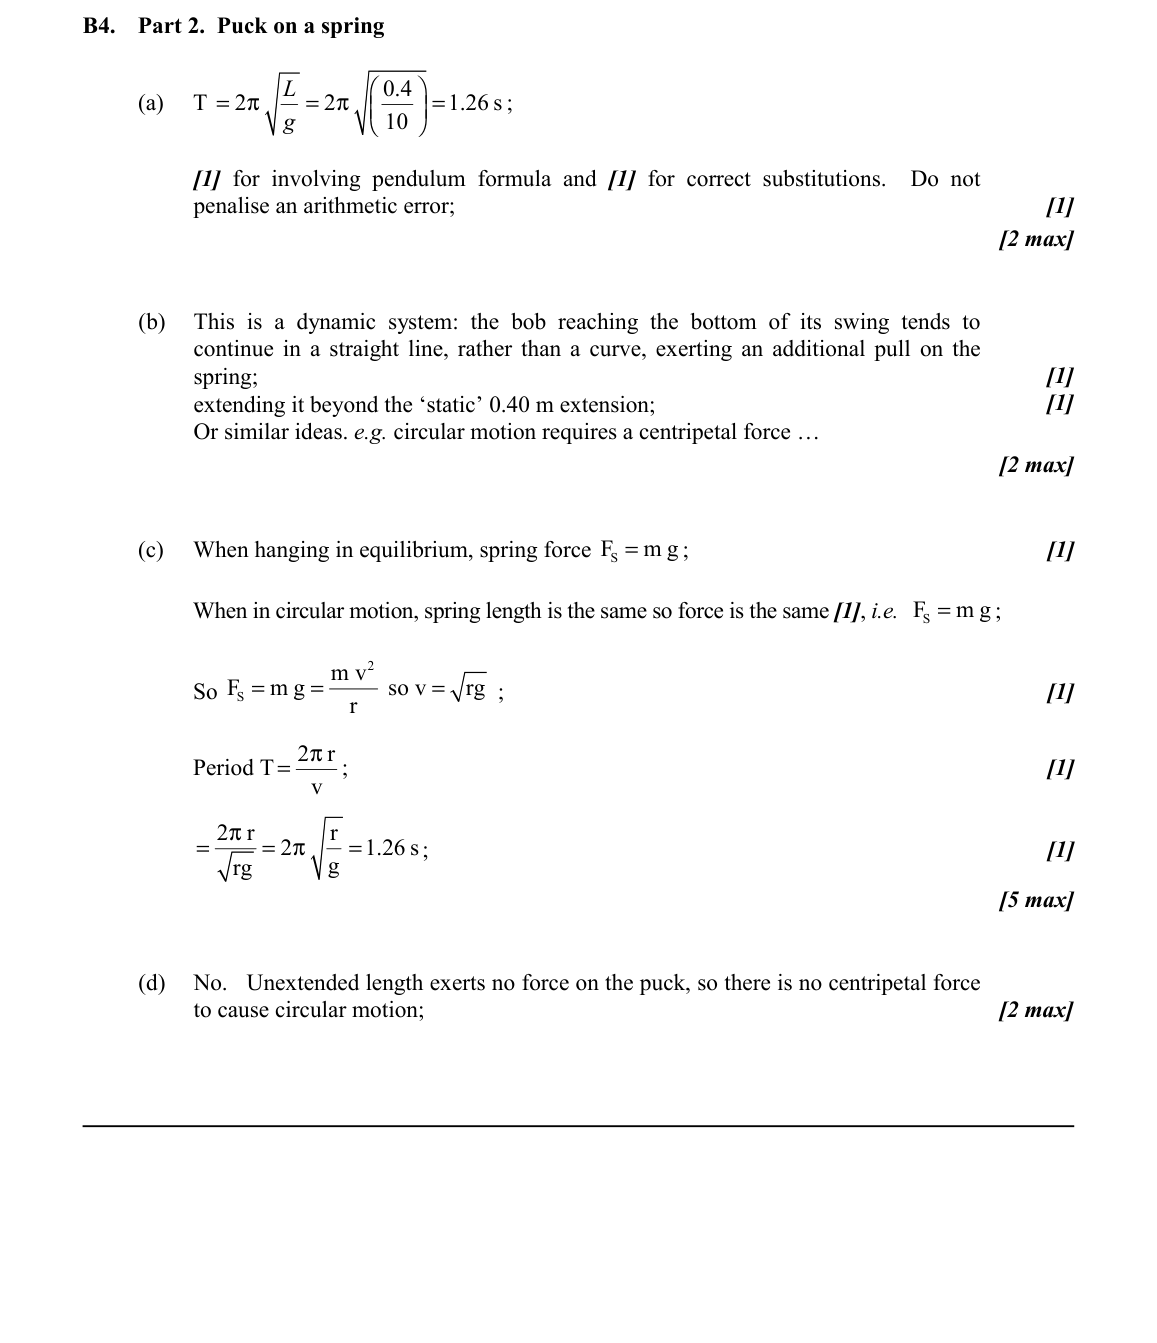 B4. Part 2. Puck on a spring
(a) T = 2π √(L/g) = 2π √(0.4/10) = 1.26 s ;
[1] for involving pendulum formula and [1] for correct substitutions. Do not
penalise an arithmetic error; [1]
[2 max]
(b) This is a dynamic system: the bob reaching the bottom of its swing tends to
continue in a straight line, rather than a curve, exerting an additional pull on the
spring; [1]
extending it beyond the ‘static’ 0.40 m extension; [1]
Or similar ideas. e.g. circular motion requires a centripetal force …
[2 max]
(c) When hanging in equilibrium, spring force Fs = m g ; [1]
When in circular motion, spring length is the same so force is the same [1], i.e. Fs = m g ;
So Fs = m g = m v²/r so v = √rg ; [1]
Period T = 2π r/v ; [1]
= 2π r/√rg = 2π √(r/g) = 1.26 s ; [1]
[5 max]
(d) No. Unextended length exerts no force on the puck, so there is no centripetal force
to cause circular motion; [2 max]